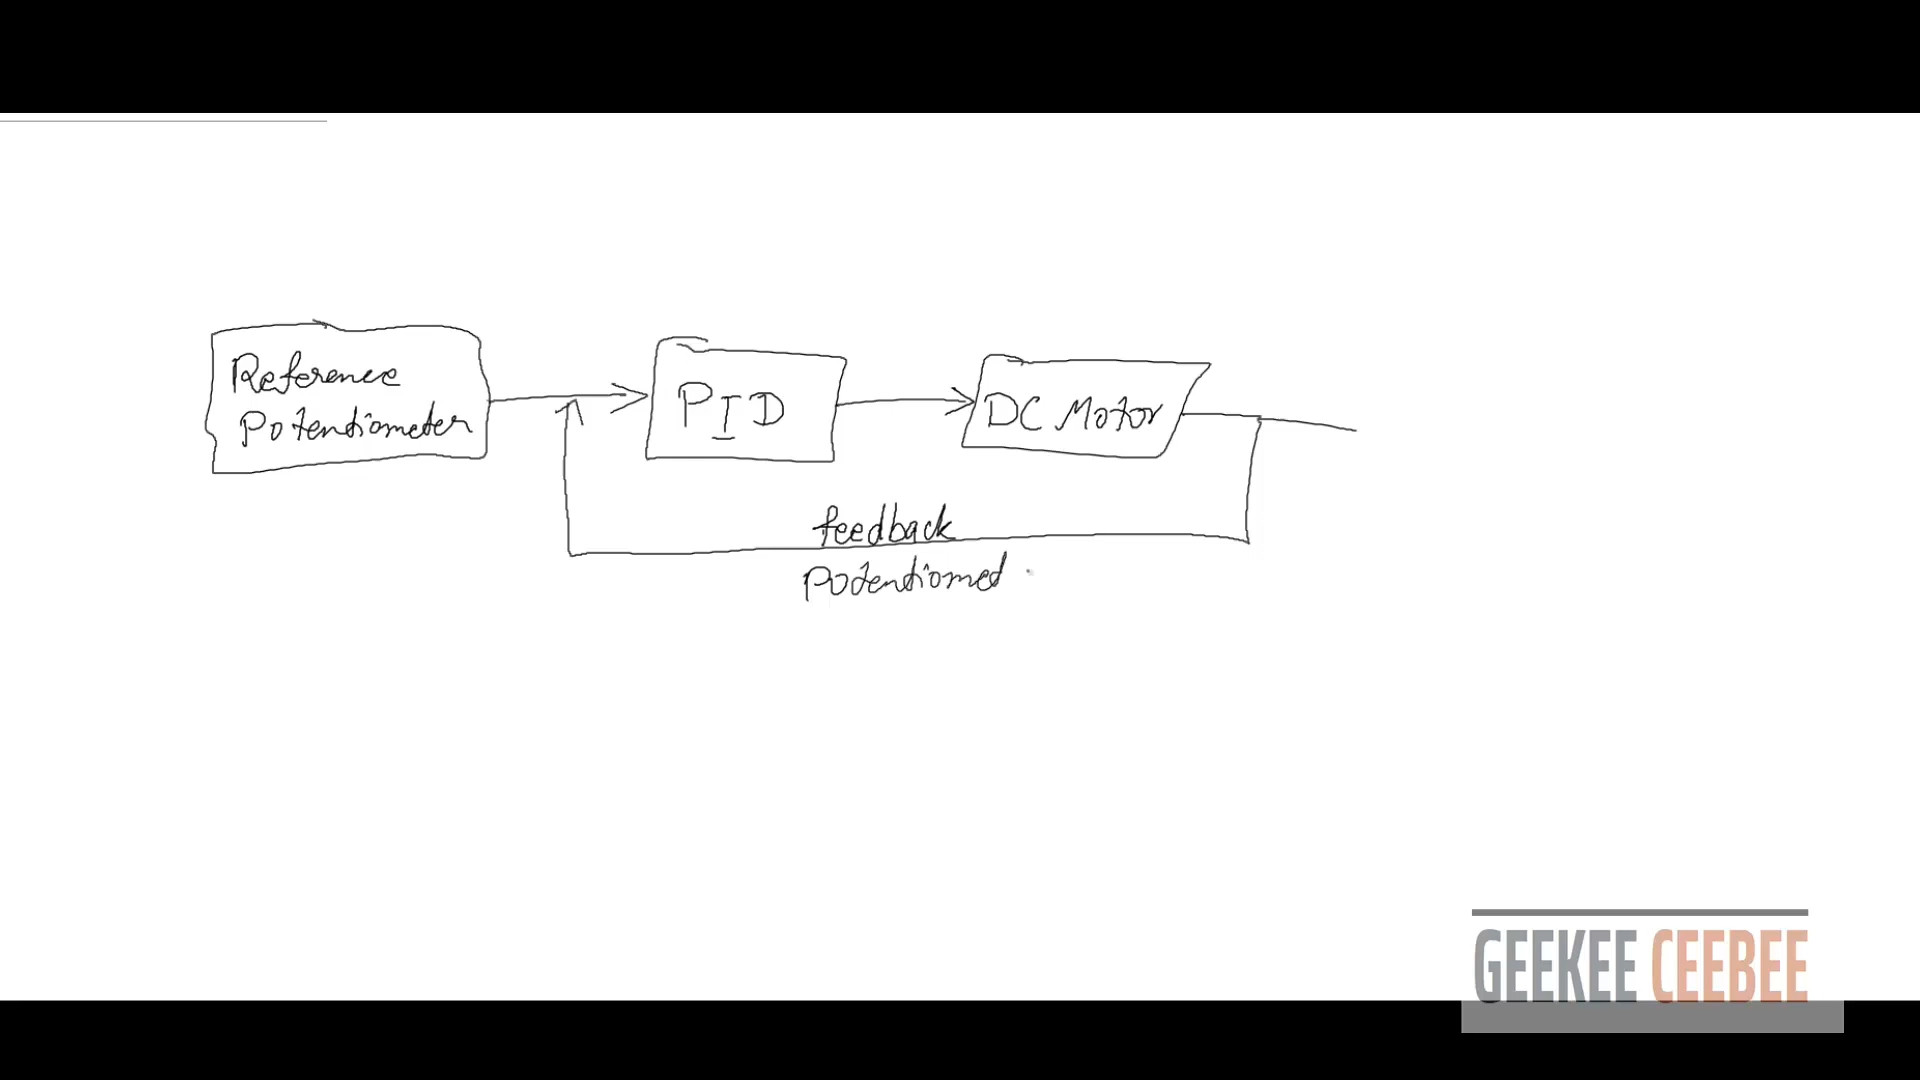 Reference
Potentiometer
PID
DC Motor
feedback
Potentiomet
GEEKEE CEEBEE